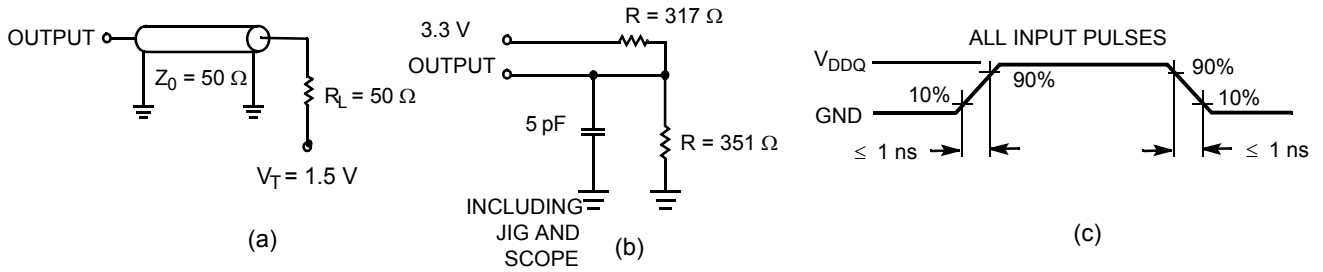 OUTPUT
Z0 = 50 Ω
RL = 50 Ω
VT = 1.5 V
(a)
R = 317 Ω
3.3 V
OUTPUT
5 pF
R = 351 Ω
INCLUDING
JIG AND
SCOPE
(b)
ALL INPUT PULSES
VDDQ
GND
10%
90%
90%
10%
≤ 1 ns
≤ 1 ns
(c)